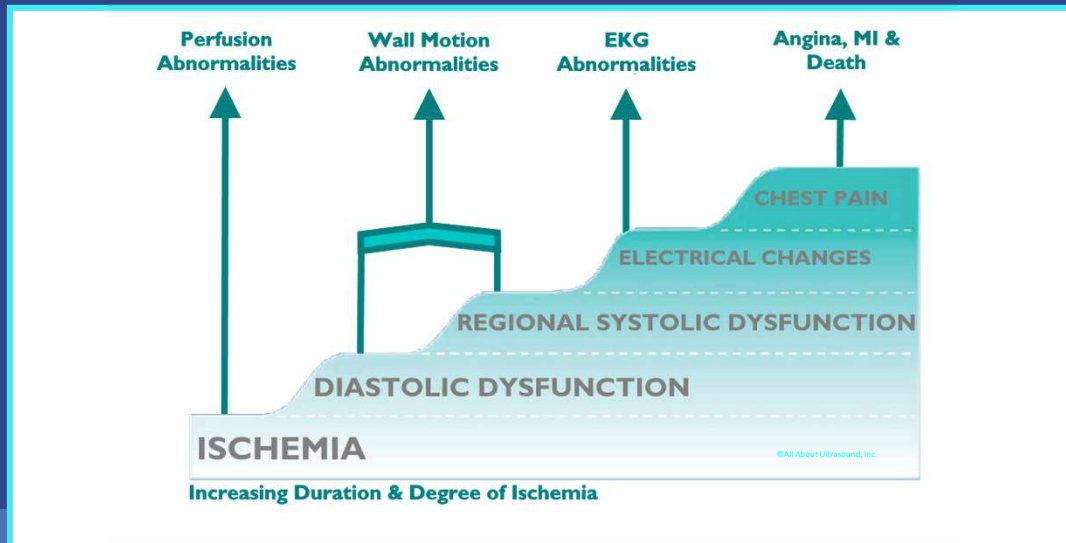 Perfusion
Abnormalities
Wall Motion
Abnormalities
EKG
Abnormalities
Angina, MI &
Death
CHEST PAIN
ELECTRICAL CHANGES
REGIONAL SYSTOLIC DYSFUNCTION
DIASTOLIC DYSFUNCTION
ISCHEMIA
©All About Ultrasound, Inc.
Increasing Duration & Degree of Ischemia